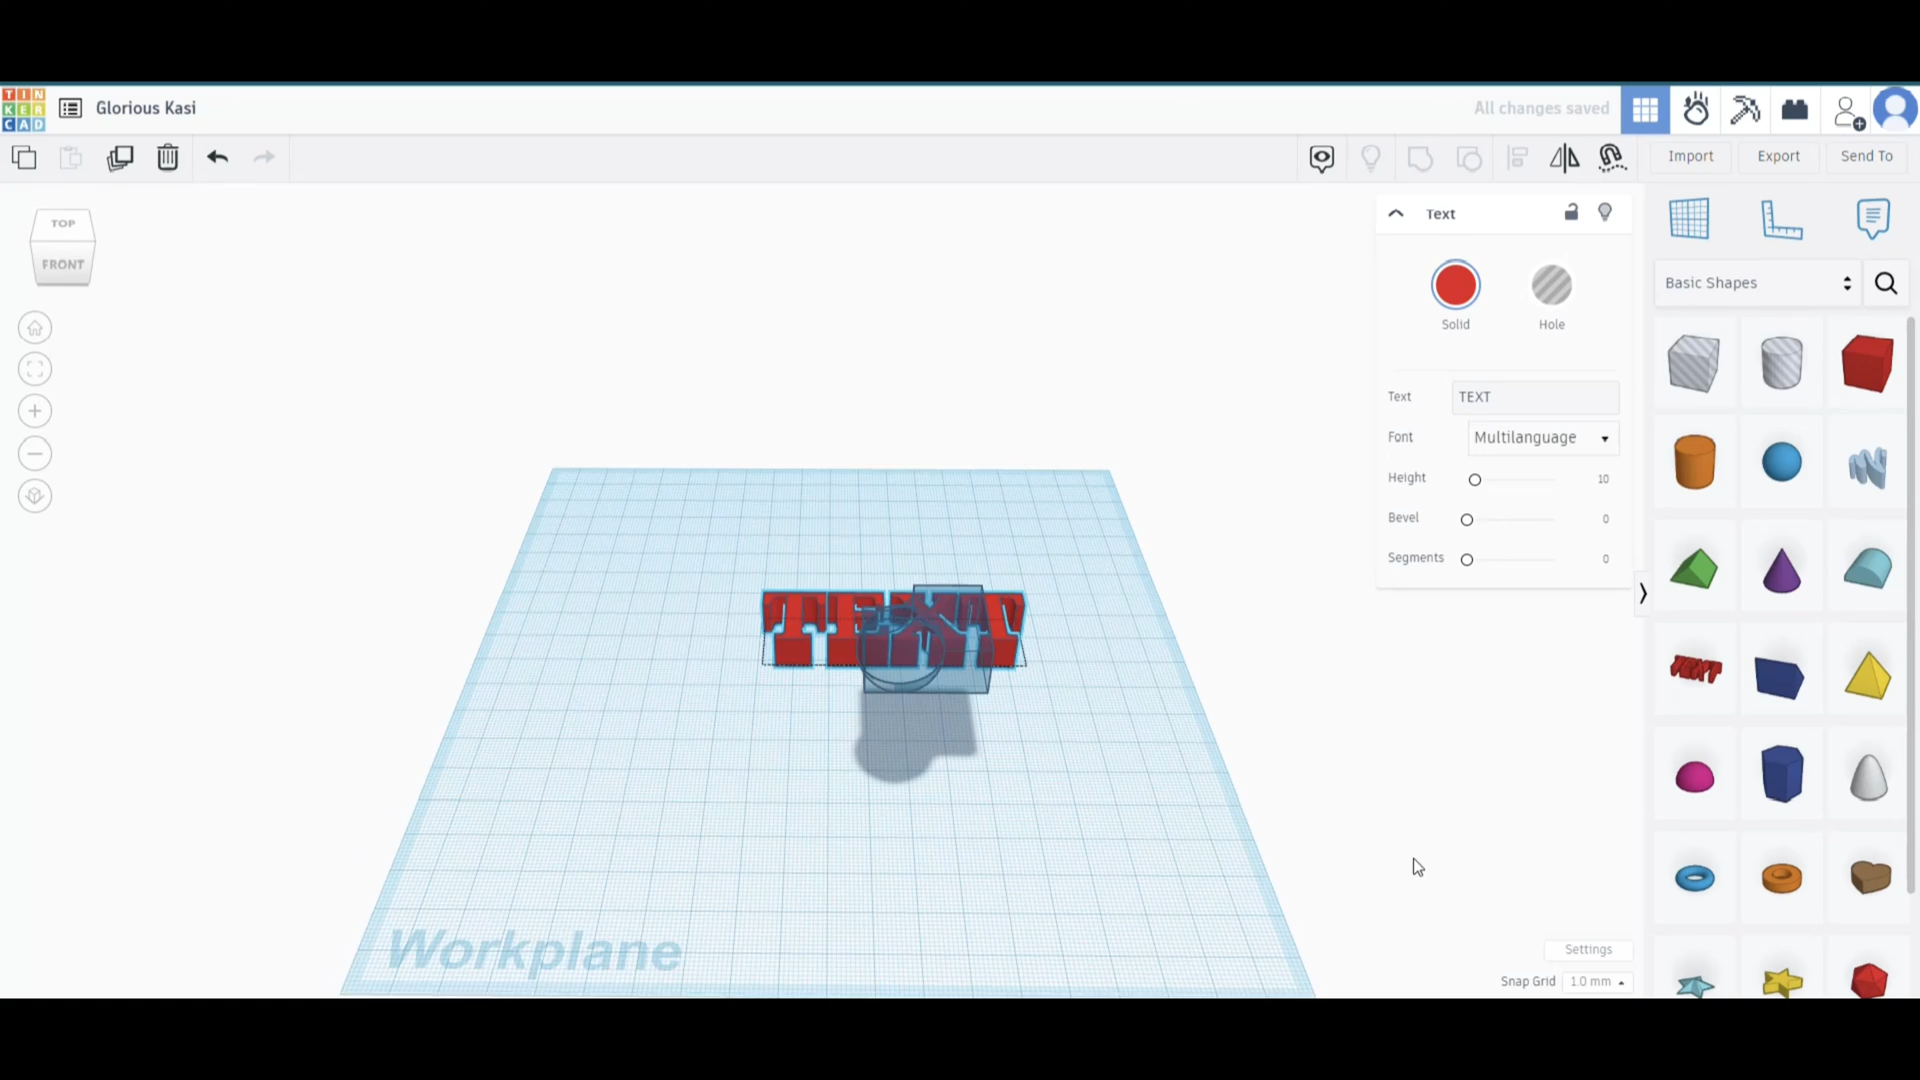 TIN
KER
CAD
Glorious Kasi
All changes saved
Import
Export
Send To
TOP
FRONT
Text
Solid
Hole
Text
TEXT
Font
Multilanguage
Height
10
Bevel
0
Segments
0
Basic Shapes
TEXT
TEXT
Workplane
Settings
Snap Grid
1.0 mm